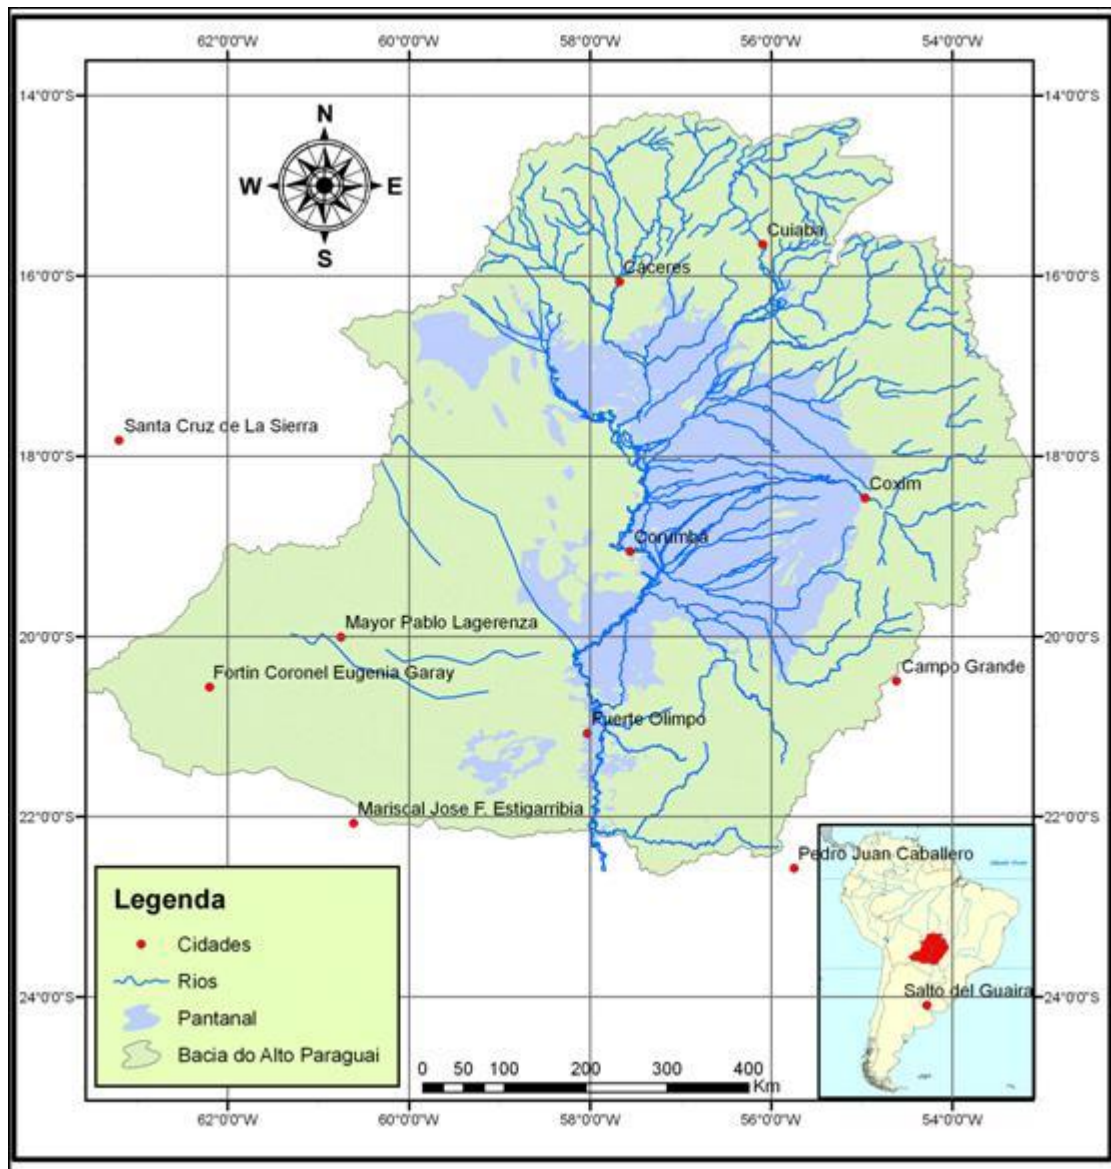 62°0'0"W 60°0'0"W 58°0'0"W 56°0'0"W 54°0'0"W
14°0'0"S 14°0'0"S
N
W E
S
Cuiaba
Cáceres
16°0'0"S 16°0'0"S
Santa Cruz de La Sierra
18°0'0"S 18°0'0"S
Coxim
Corumbá
Mayor Pablo Lagerenza
20°0'0"S 20°0'0"S
Fortin Coronel Eugenia Garay
Campo Grande
Fuerte Olimpo
Mariscal Jose F. Estigarribia
22°0'0"S 22°0'0"S
Pedro Juan Caballero
Legenda
Cidades
Rios
Pantanal
Bacia do Alto Paraguai
Salto del Guaira
24°0'0"S 24°0'0"S
0 50 100 200 300 400
Km
62°0'0"W 60°0'0"W 58°0'0"W 56°0'0"W 54°0'0"W